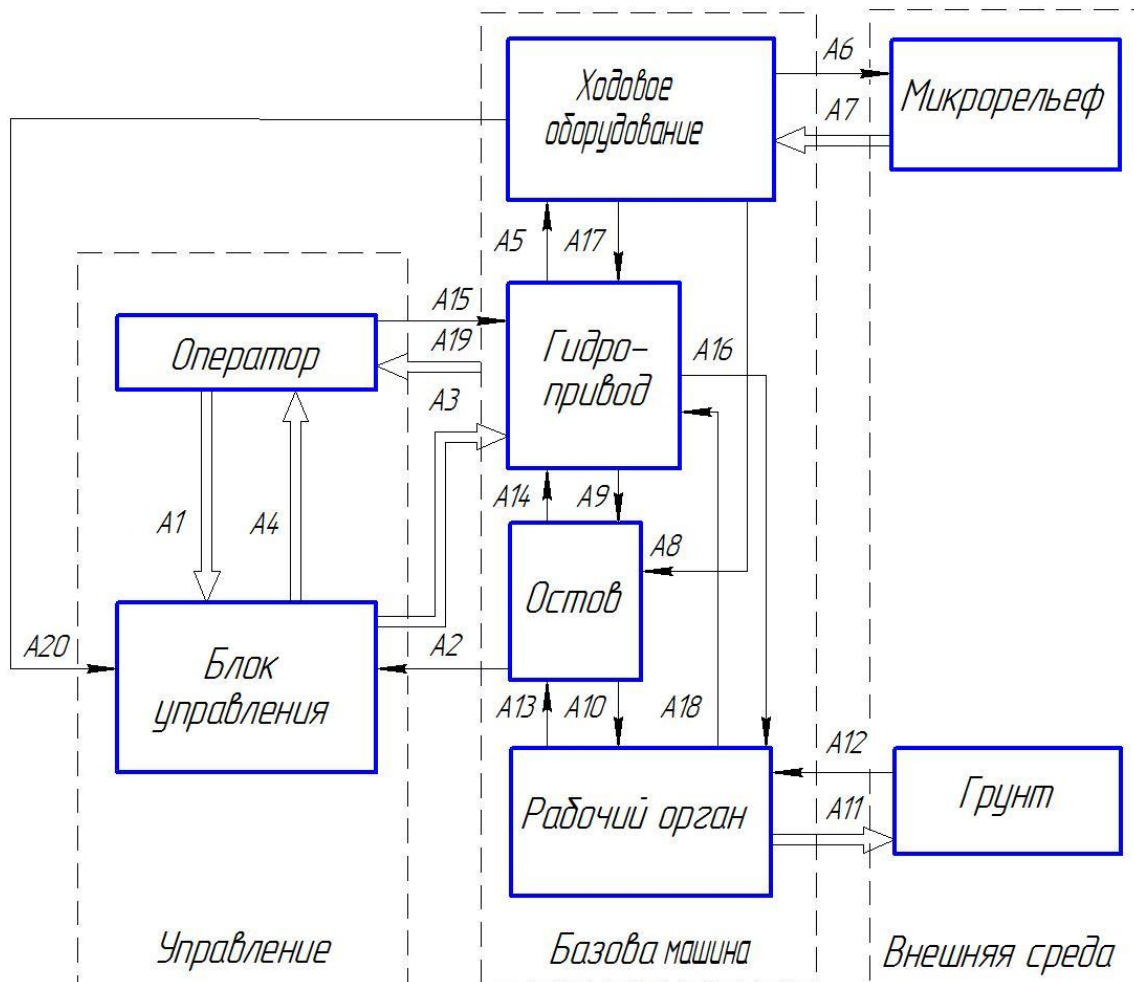 Ходовое
оборудование
А6
Микрорельеф
А7
А5
А17
А15
Оператор
А19
Гидро-
привод
А16
А3
А1
А4
А14
А9
А8
Остов
А20
Блок
управления
А2
А13
А10
А18
А12
Рабочий орган
Грунт
А11
Управление
Базова машина
Внешняя среда